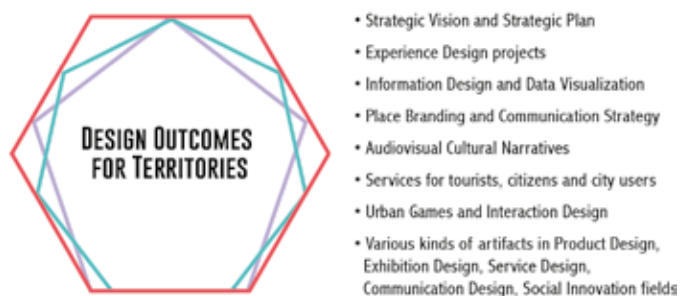 DESIGN OUTCOMES
FOR TERRITORIES
• Strategic Vision and Strategic Plan
• Experience Design projects
• Information Design and Data Visualization
• Place Branding and Communication Strategy
• Audiovisual Cultural Narratives
• Services for tourists, citizens and city users
• Urban Games and Interaction Design
• Various kinds of artifacts in Product Design,
Exhibition Design, Service Design,
Communication Design, Social Innovation fields